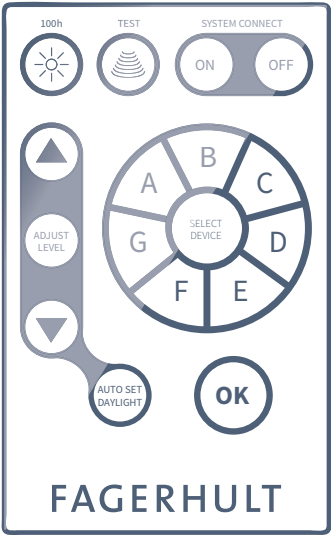 100h
TEST
SYSTEM CONNECT
ON
OFF
B
A
C
ADJUST
LEVEL
SELECT
DEVICE
G
D
F
E
AUTO SET
DAYLIGHT
OK
FAGERHULT